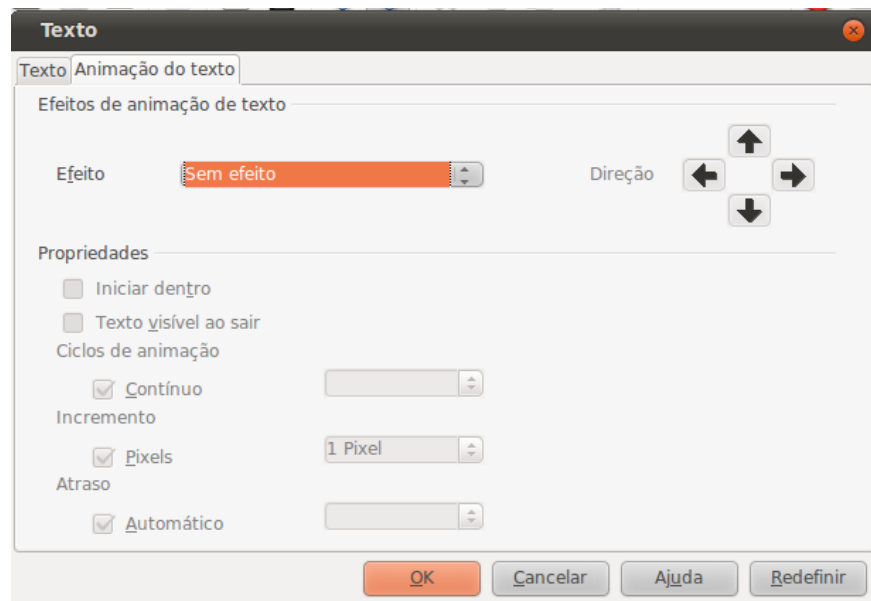 Texto
Texto Animação do texto
Efeitos de animação de texto
Efeito Sem efeito Direção
Propriedades
Iniciar dentro
Texto visível ao sair
Ciclos de animação
Contínuo
Incremento
Pixels 1 Pixel
Atraso
Automático
OK Cancelar Ajuda Redefinir